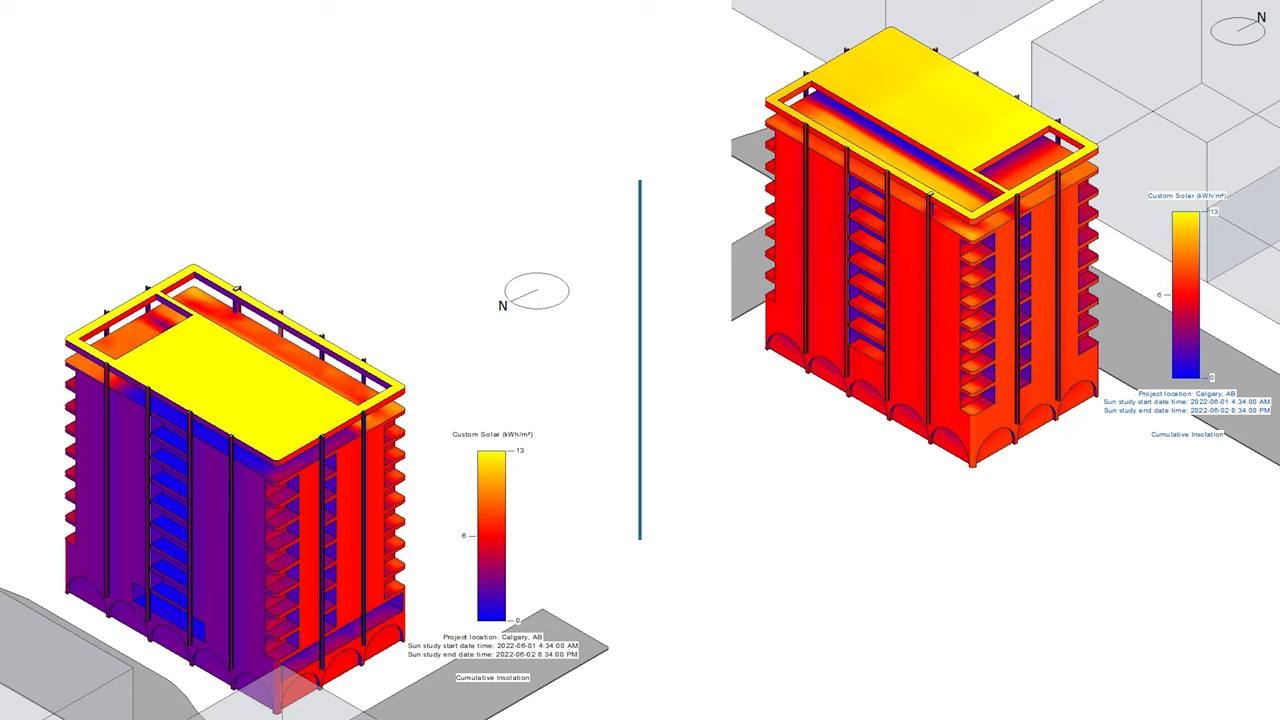 N
Custom Solar (kWh/m²)
13
6
0
Project location: Calgary, AB
Sun study start date time: 2022-06-01 4:34:00 AM
Sun study end date time: 2022-06-02 8:34:00 PM
Cumulative Insolation
N
Custom Solar (kWh/m²)
13
6
0
Project location: Calgary, AB
Sun study start date time: 2022-06-01 4:34:00 AM
Sun study end date time: 2022-06-02 8:34:00 PM
Cumulative Insolation